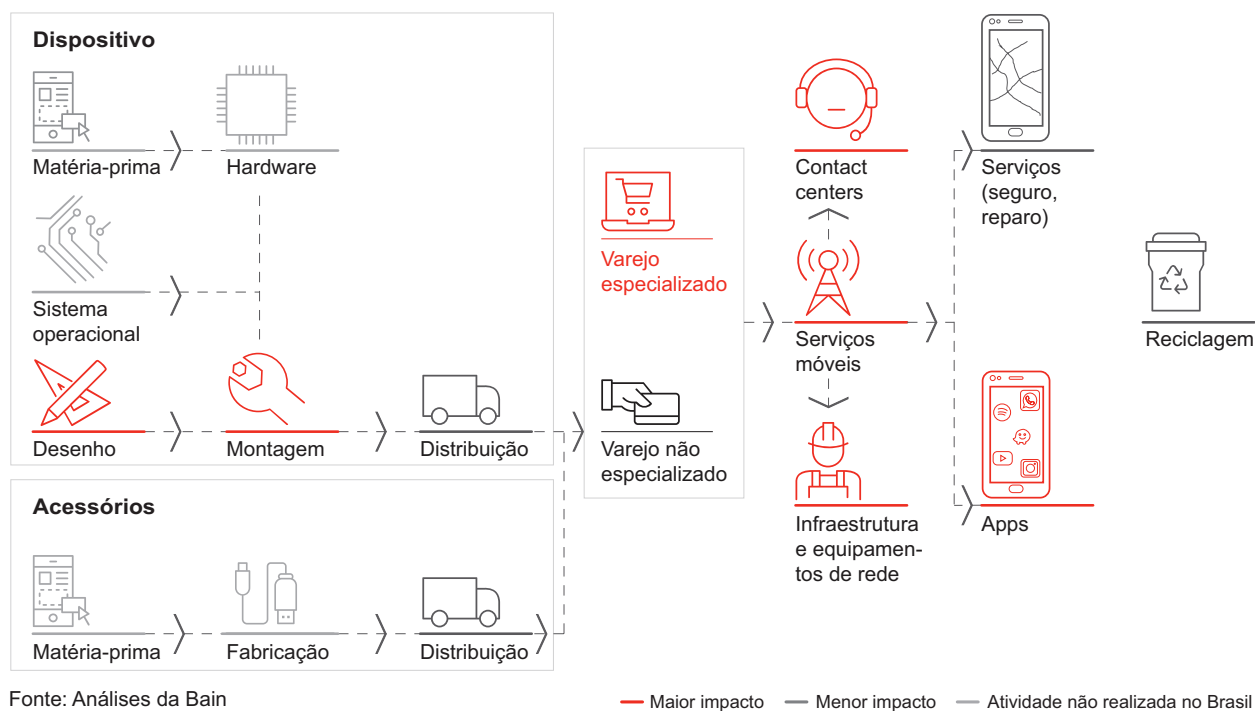 Dispositivo
Matéria-prima
Hardware
Sistema
operacional
Desenho
Montagem
Distribuição
Acessórios
Matéria-prima
Fabricação
Distribuição
Varejo
especializado
Varejo não
especializado
Contact
centers
Serviços
móveis
Infraestrutura
e equipamen-
tos de rede
Serviços
(seguro,
reparo)
Apps
Reciclagem
Fonte: Análises da Bain
Maior impacto
Menor impacto
Atividade não realizada no Brasil